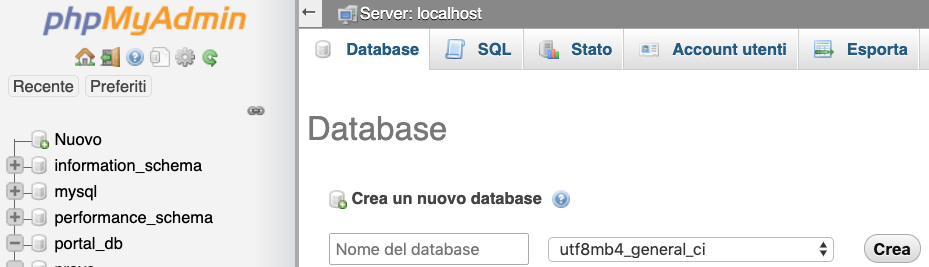 phpMyAdmin
Recente Preferiti
Nuovo
information_schema
mysql
performance_schema
portal_db
Server: localhost
Database SQL Stato Account utenti Esporta
Database
Crea un nuovo database
Nome del database utf8mb4_general_ci Crea